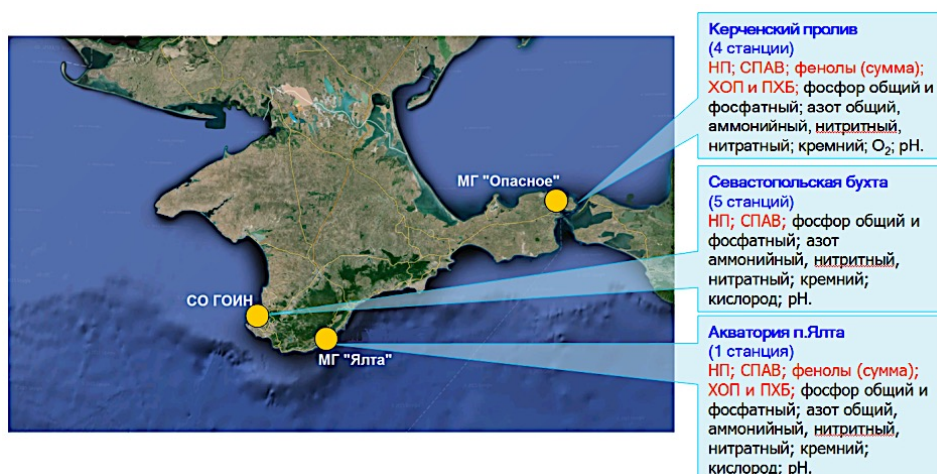 Керченский пролив
(4 станции)
НП; СПАВ; фенолы (сумма);
ХОП и ПХБ; фосфор общий и
фосфатный; азот общий,
аммонийный, нитритный,
нитратный; кремний; O₂; pH.
МГ "Опасное"
Севастопольская бухта
(5 станций)
НП; СПАВ; фосфор общий и
фосфатный; азот
аммонийный, нитритный,
нитратный; кремний;
кислород; pH.
СО ГОИН
МГ "Ялта"
Акватория п.Ялта
(1 станция)
НП; СПАВ; фенолы (сумма);
ХОП и ПХБ; фосфор общий и
фосфатный; азот общий,
аммонийный, нитритный,
нитратный; кремний;
кислород; pH.